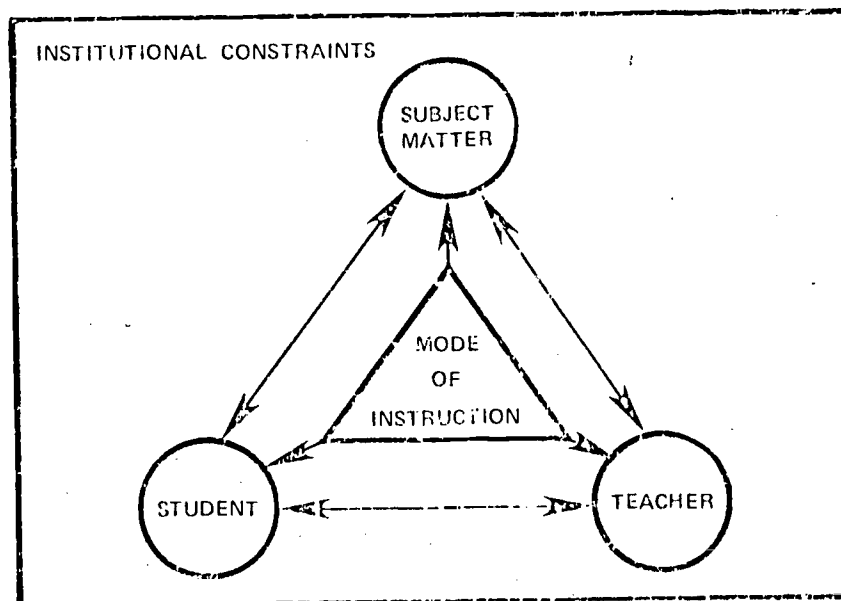 INSTITUTIONAL CONSTRAINTS
SUBJECT
MATTER
MODE
OF
INSTRUCTION
STUDENT
TEACHER